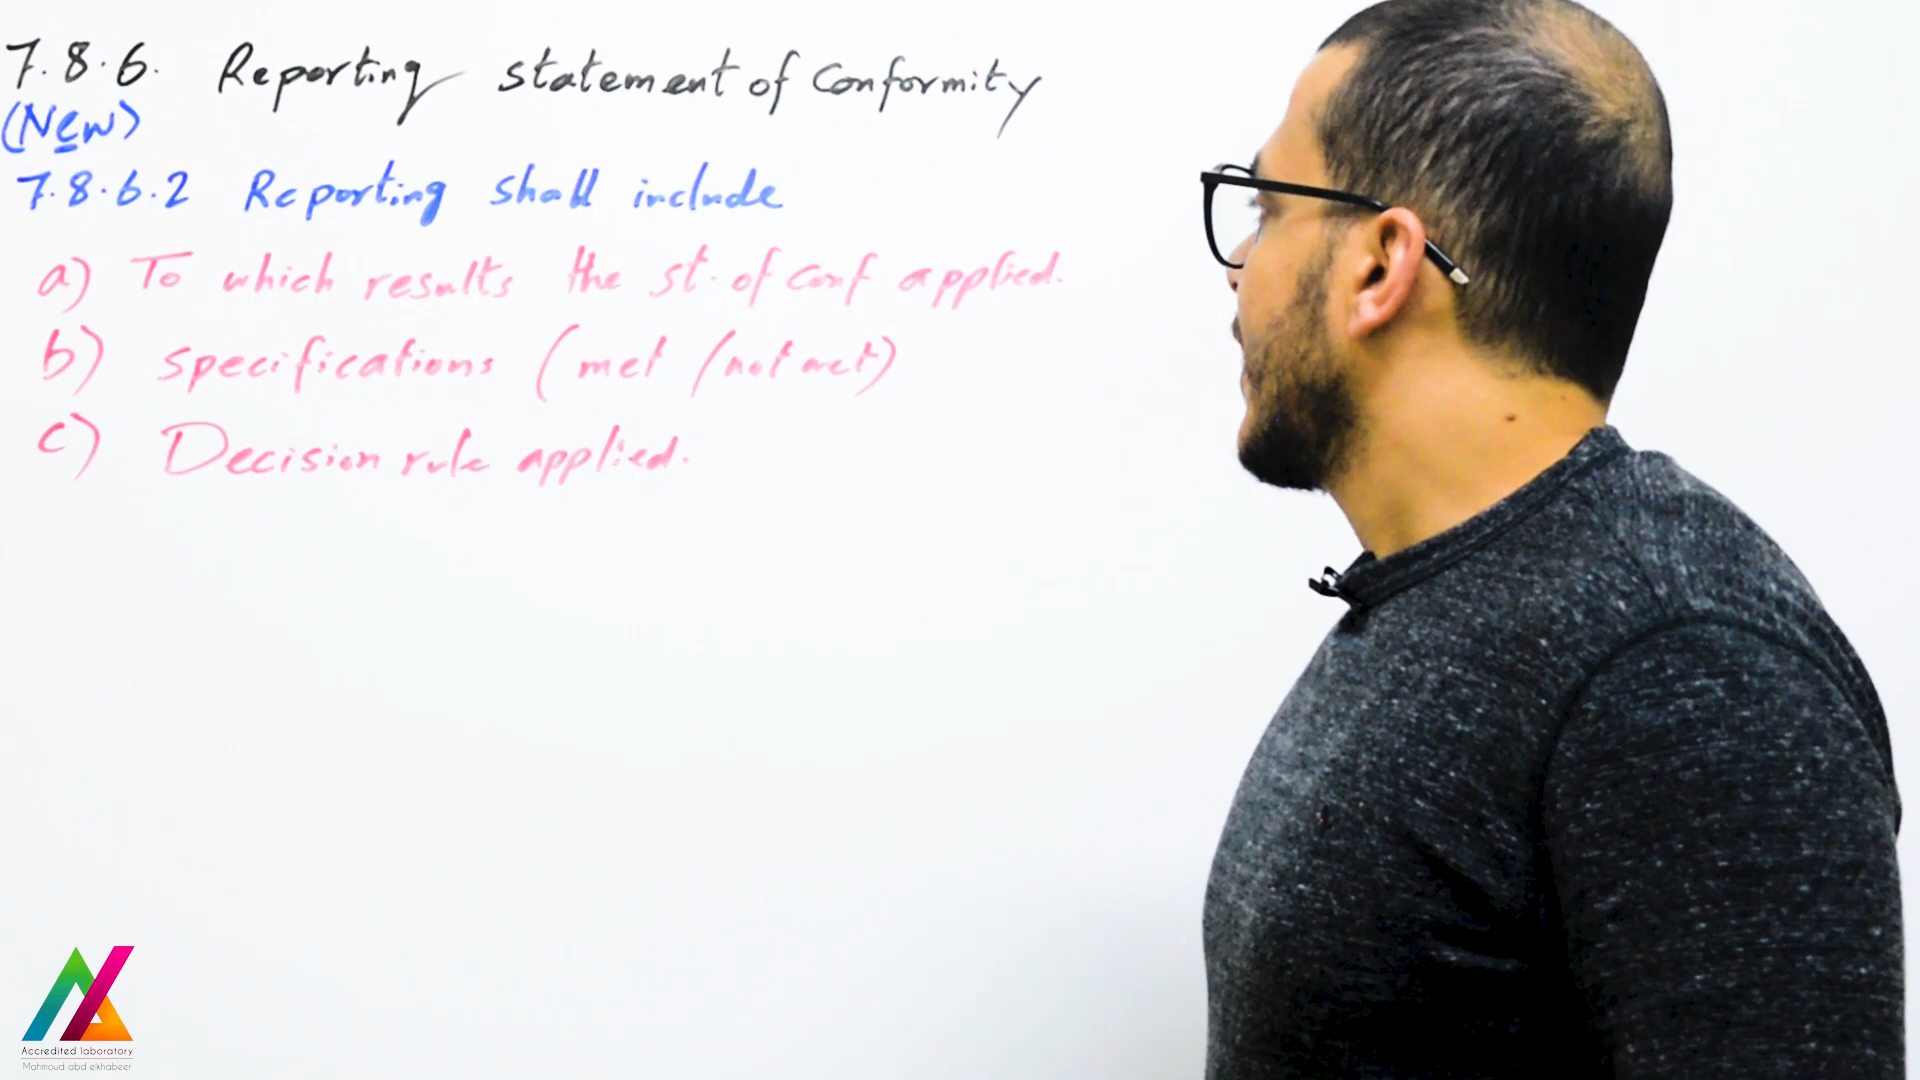 7.8.6. Reporting statement of Conformity
(New)
7.8.6.2 Reporting shall include
a) To which results the st. of conf applied.
b) specifications (met /not met)
c) Decision rule applied.
Accredited laboratory
Mahmoud abd elkhabeer